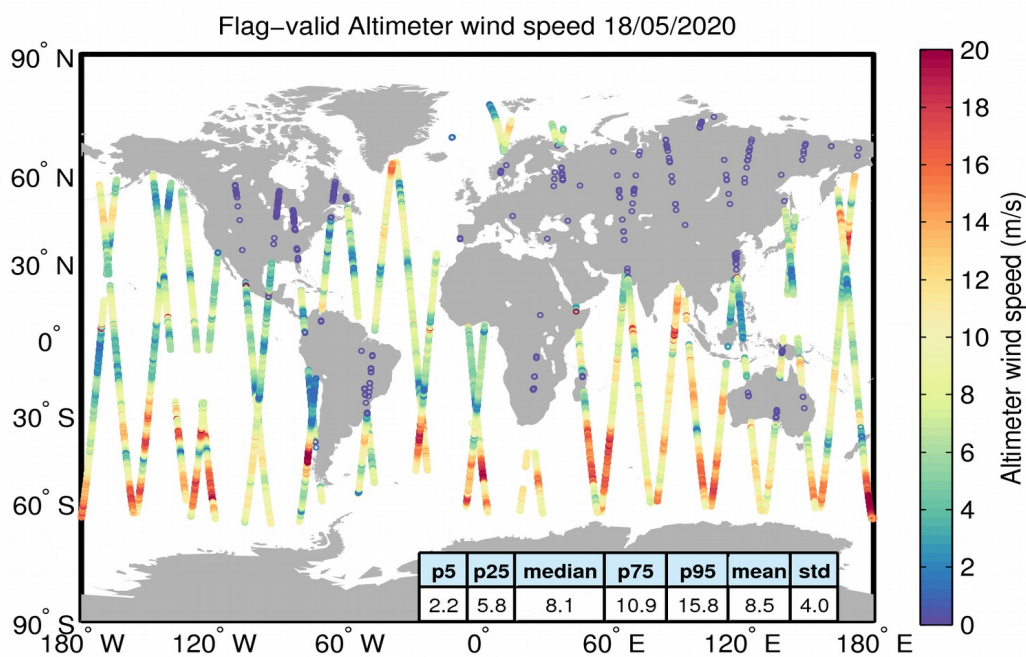 Flag−valid Altimeter wind speed 18/05/2020
90° N
60° N
30° N
0°
30° S
60° S
90° S
180° W
120° W
60° W
0°
60° E
120° E
180° E
p5 p25 median p75 p95 mean std
2.2 5.8 8.1 10.9 15.8 8.5 4.0
20
18
16
14
12
10
8
6
4
2
0
Altimeter wind speed (m/s)